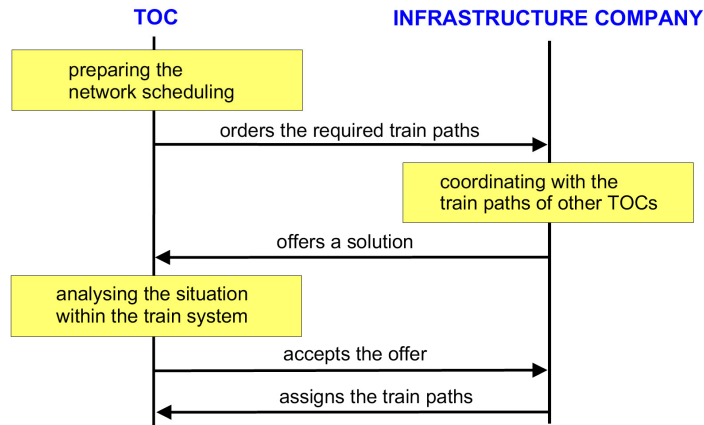 TOC
INFRASTRUCTURE COMPANY
preparing the
network scheduling
orders the required train paths
coordinating with the
train paths of other TOCs
offers a solution
analysing the situation
within the train system
accepts the offer
assigns the train paths